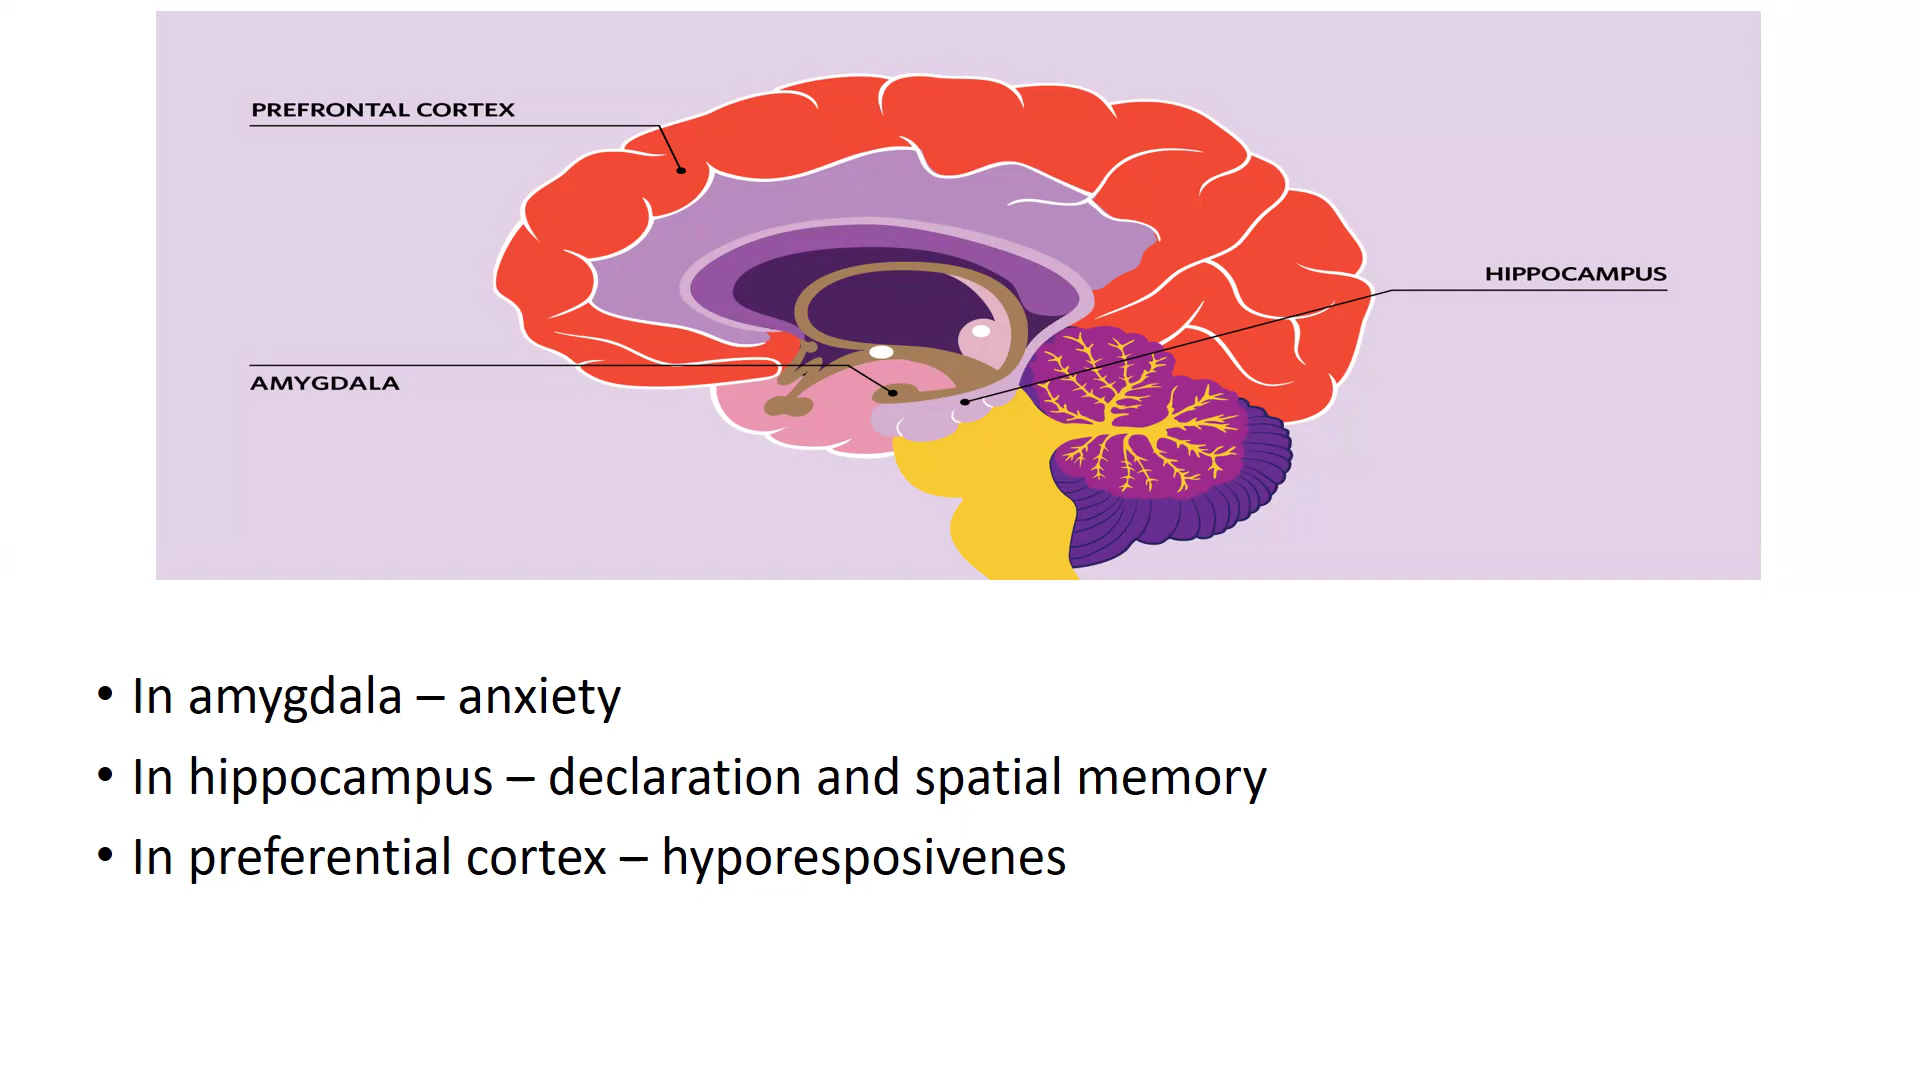 PREFRONTAL CORTEX
HIPPOCAMPUS
AMYGDALA
• In amygdala – anxiety
• In hippocampus – declaration and spatial memory
• In preferential cortex – hyporesposivenes